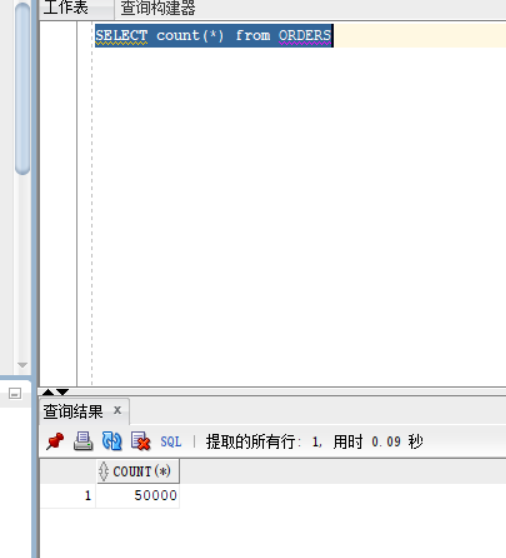 工作表 查询构建器
SELECT count(*) from ORDERS
查询结果 x
SQL | 提取的所有行: 1, 用时 0.09 秒
COUNT(*)
1 50000